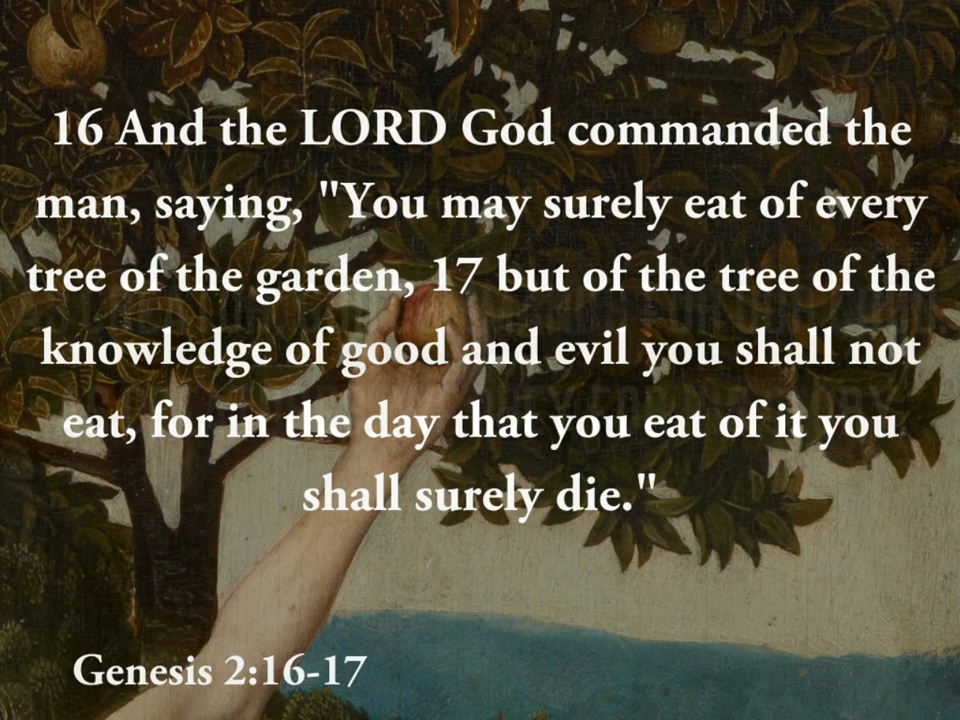 16 And the LORD God commanded the
man, saying, "You may surely eat of every
tree of the garden, 17 but of the tree of the
knowledge of good and evil you shall not
eat, for in the day that you eat of it you
shall surely die."
Genesis 2:16-17